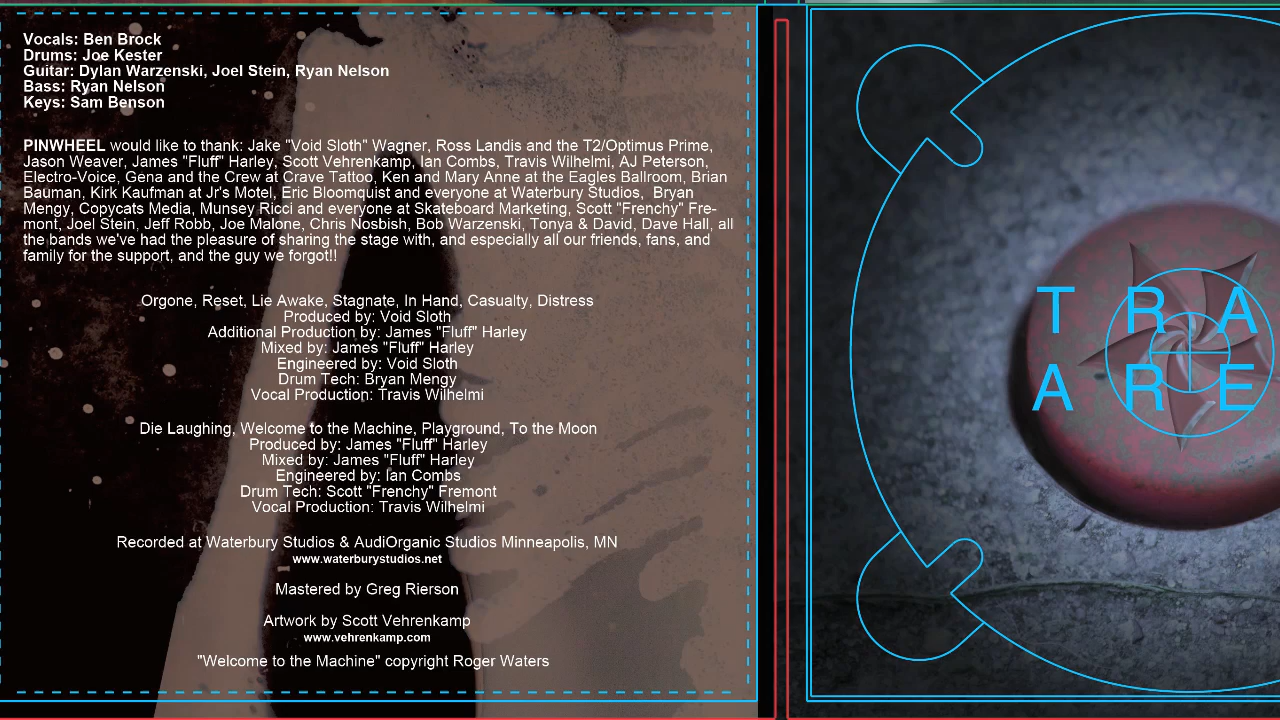 Vocals: Ben Brock
Drums: Joe Kester
Guitar: Dylan Warzenski, Joel Stein, Ryan Nelson
Bass: Ryan Nelson
Keys: Sam Benson
PINWHEEL would like to thank: Jake "Void Sloth" Wagner, Ross Landis and the T2/Optimus Prime,
Jason Weaver, James "Fluff" Harley, Scott Vehrenkamp, Ian Combs, Travis Wilhelmi, AJ Peterson,
Electro-Voice, Gena and the Crew at Crave Tattoo, Ken and Mary Anne at the Eagles Ballroom, Brian
Bauman, Kirk Kaufman at Jr's Motel, Eric Bloomquist and everyone at Waterbury Studios,  Bryan
Mengy, Copycats Media, Munsey Ricci and everyone at Skateboard Marketing, Scott "Frenchy" Fre-
mont, Joel Stein, Jeff Robb, Joe Malone, Chris Nosbish, Bob Warzenski, Tonya & David, Dave Hall, all
the bands we've had the pleasure of sharing the stage with, and especially all our friends, fans, and
family for the support, and the guy we forgot!!
Orgone, Reset, Lie Awake, Stagnate, In Hand, Casualty, Distress
Produced by: Void Sloth
Additional Production by: James "Fluff" Harley
Mixed by: James "Fluff" Harley
Engineered by: Void Sloth
Drum Tech: Bryan Mengy
Vocal Production: Travis Wilhelmi
Die Laughing, Welcome to the Machine, Playground, To the Moon
Produced by: James "Fluff" Harley
Mixed by: James "Fluff" Harley
Engineered by: Ian Combs
Drum Tech: Scott "Frenchy" Fremont
Vocal Production: Travis Wilhelmi
Recorded at Waterbury Studios & AudiOrganic Studios Minneapolis, MN
www.waterburystudios.net
Mastered by Greg Rierson
Artwork by Scott Vehrenkamp
www.vehrenkamp.com
"Welcome to the Machine" copyright Roger Waters
T R A
A R E